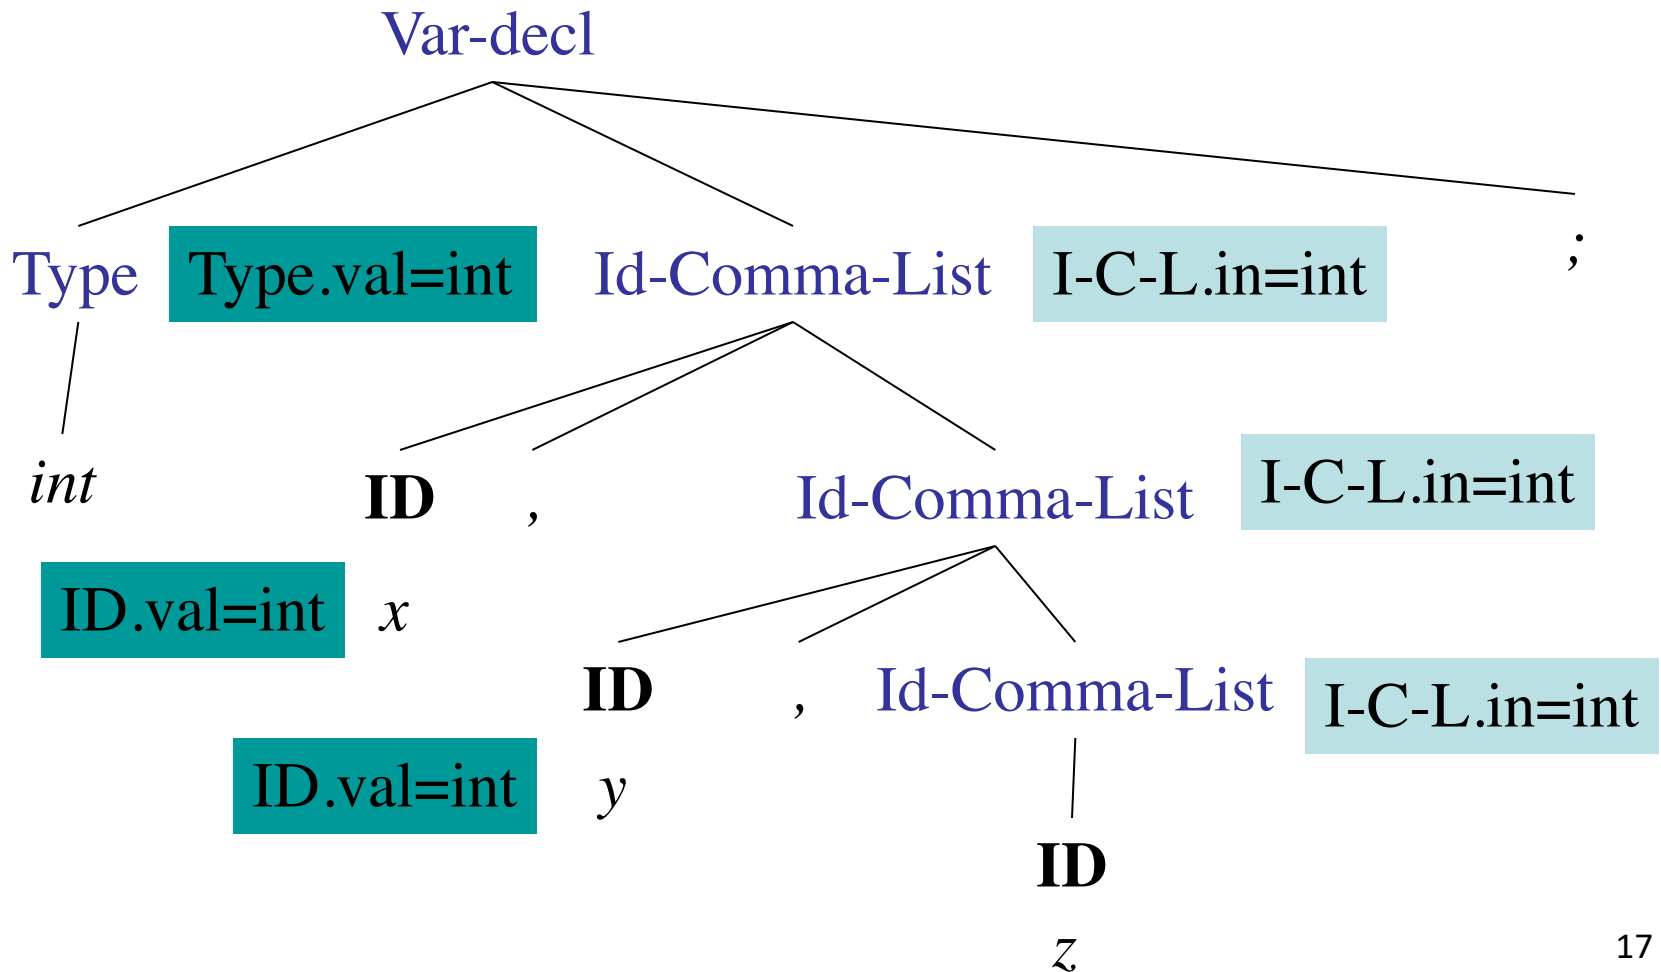 Var-decl
Type Type.val=int Id-Comma-List I-C-L.in=int ;
int ID , Id-Comma-List I-C-L.in=int
ID.val=int x
ID , Id-Comma-List I-C-L.in=int
ID.val=int y
ID
z
17